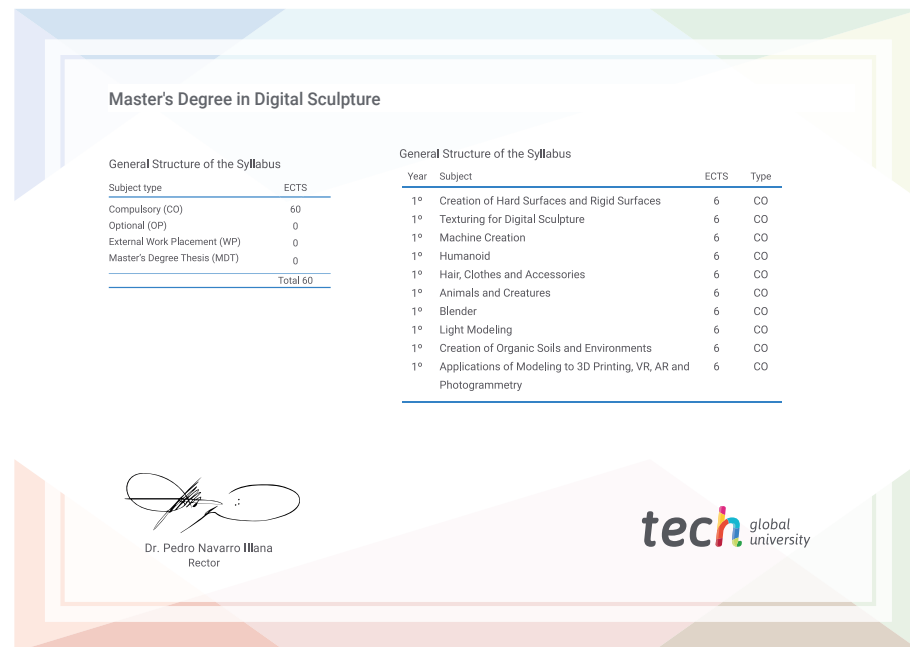 Master's Degree in Digital Sculpture
General Structure of the Syllabus
Subject type ECTS
Compulsory (CO) 60
Optional (OP) 0
External Work Placement (WP) 0
Master's Degree Thesis (MDT) 0
Total 60
General Structure of the Syllabus
Year Subject ECTS Type
1º Creation of Hard Surfaces and Rigid Surfaces 6 CO
1º Texturing for Digital Sculpture 6 CO
1º Machine Creation 6 CO
1º Humanoid 6 CO
1º Hair, Clothes and Accessories 6 CO
1º Animals and Creatures 6 CO
1º Blender 6 CO
1º Light Modeling 6 CO
1º Creation of Organic Soils and Environments 6 CO
1º Applications of Modeling to 3D Printing, VR, AR and 6 CO
Photogrammetry
Dr. Pedro Navarro Illana
Rector
tech global
university